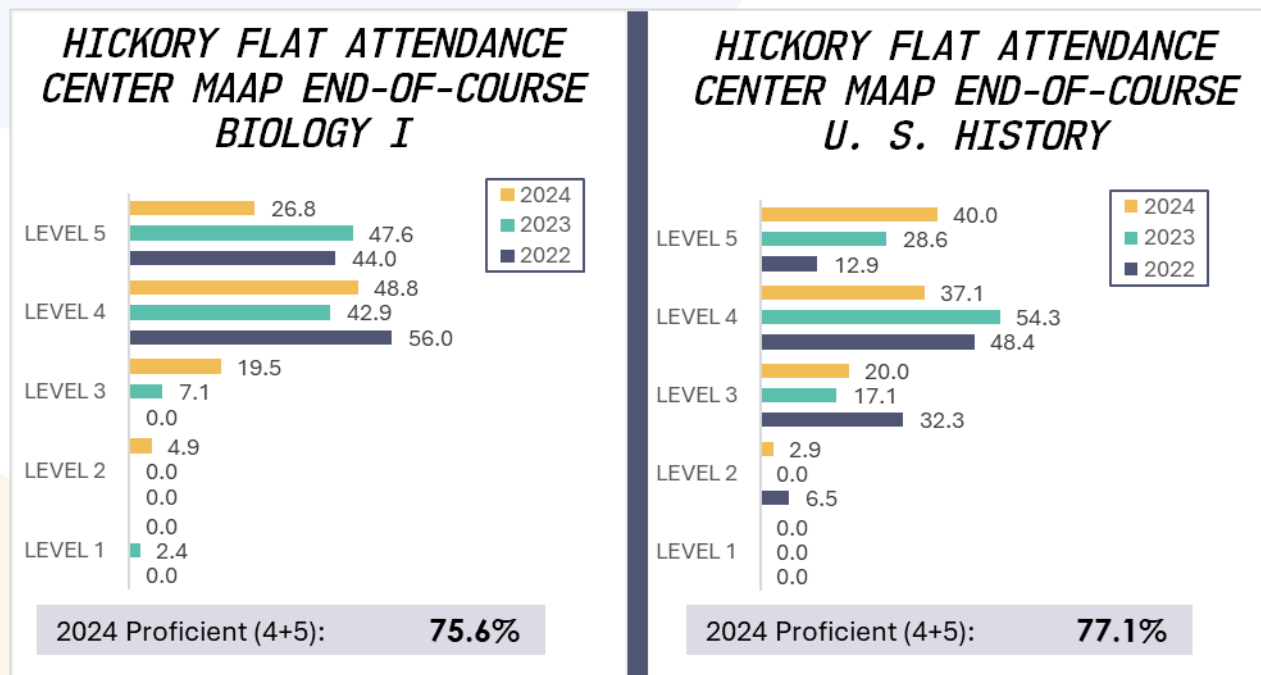 HICKORY FLAT ATTENDANCE
CENTER MAAP END-OF-COURSE
BIOLOGY I
2024
2023
2022
LEVEL 5
26.8
47.6
44.0
LEVEL 4
48.8
42.9
56.0
LEVEL 3
19.5
7.1
0.0
LEVEL 2
4.9
0.0
0.0
LEVEL 1
0.0
2.4
0.0
2024 Proficient (4+5): 75.6%
HICKORY FLAT ATTENDANCE
CENTER MAAP END-OF-COURSE
U. S. HISTORY
2024
2023
2022
LEVEL 5
40.0
28.6
12.9
LEVEL 4
37.1
54.3
48.4
LEVEL 3
20.0
17.1
32.3
LEVEL 2
2.9
0.0
6.5
LEVEL 1
0.0
0.0
0.0
2024 Proficient (4+5): 77.1%